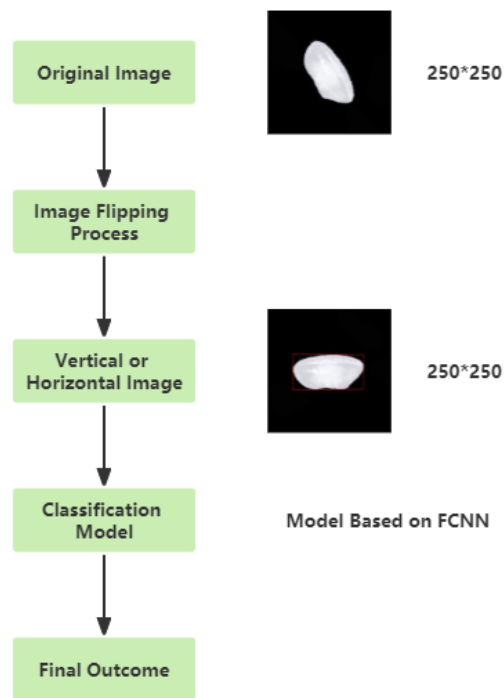 Original Image
250*250
Image Flipping
Process
Vertical or
Horizontal Image
250*250
Classification
Model
Model Based on FCNN
Final Outcome